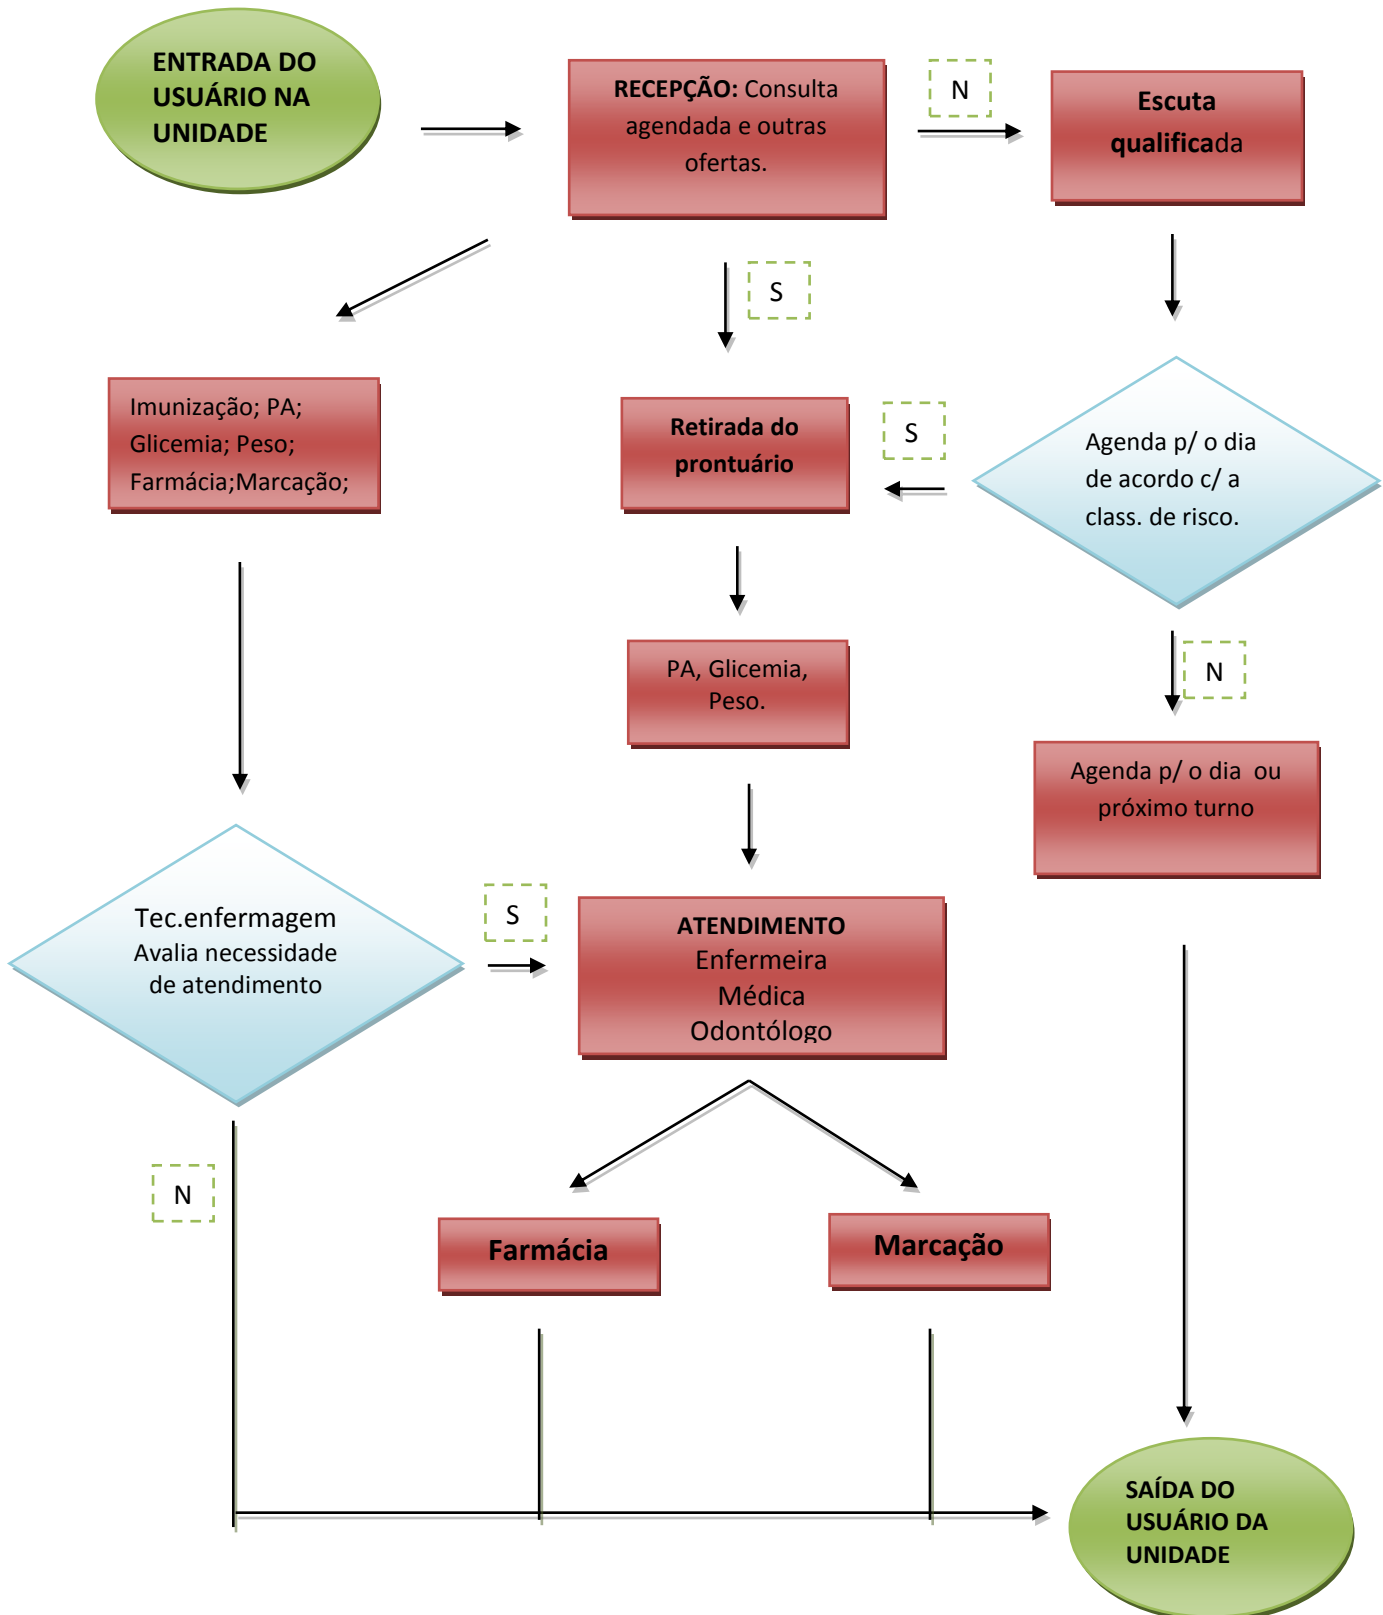 ENTRADA DO
USUÁRIO NA
UNIDADE
RECEPÇÃO: Consulta
agendada e outras
ofertas.
N
Escuta
qualificada
S
Imunização; PA;
Glicemia; Peso;
Farmácia;Marcação;
Retirada do
prontuário
S
Agenda p/ o dia
de acordo c/ a
class. de risco.
PA, Glicemia,
Peso.
N
Agenda p/ o dia ou
próximo turno
Tec.enfermagem
Avalia necessidade
de atendimento
S
ATENDIMENTO
Enfermeira
Médica
Odontólogo
N
Farmácia
Marcação
SAÍDA DO
USUÁRIO DA
UNIDADE